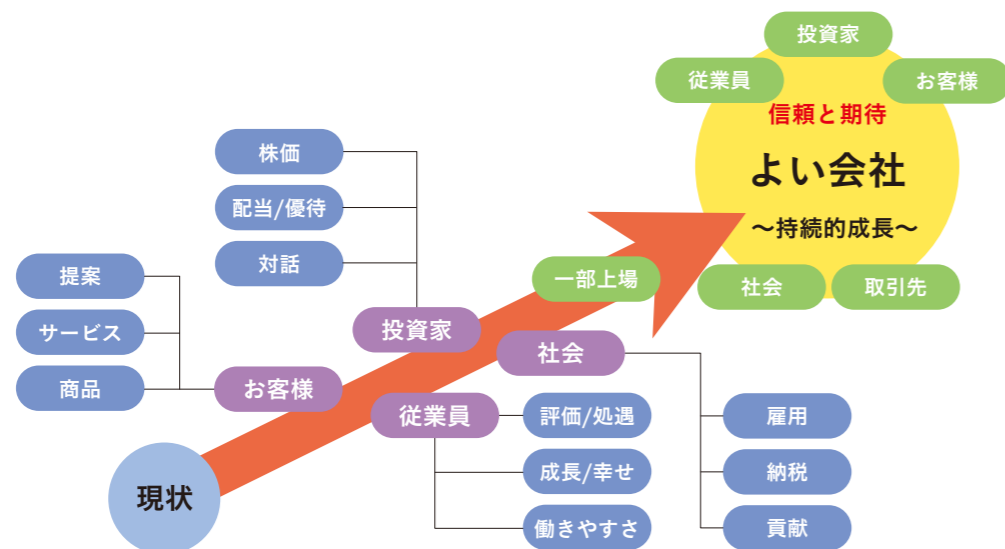 投資家
従業員
お客様
信頼と期待
よい会社
～持続的成長～
社会
取引先
株価
配当/優待
対話
一部上場
提案
サービス
商品
投資家
お客様
社会
従業員
評価/処遇
成長/幸せ
働きやすさ
雇用
納税
貢献
現状